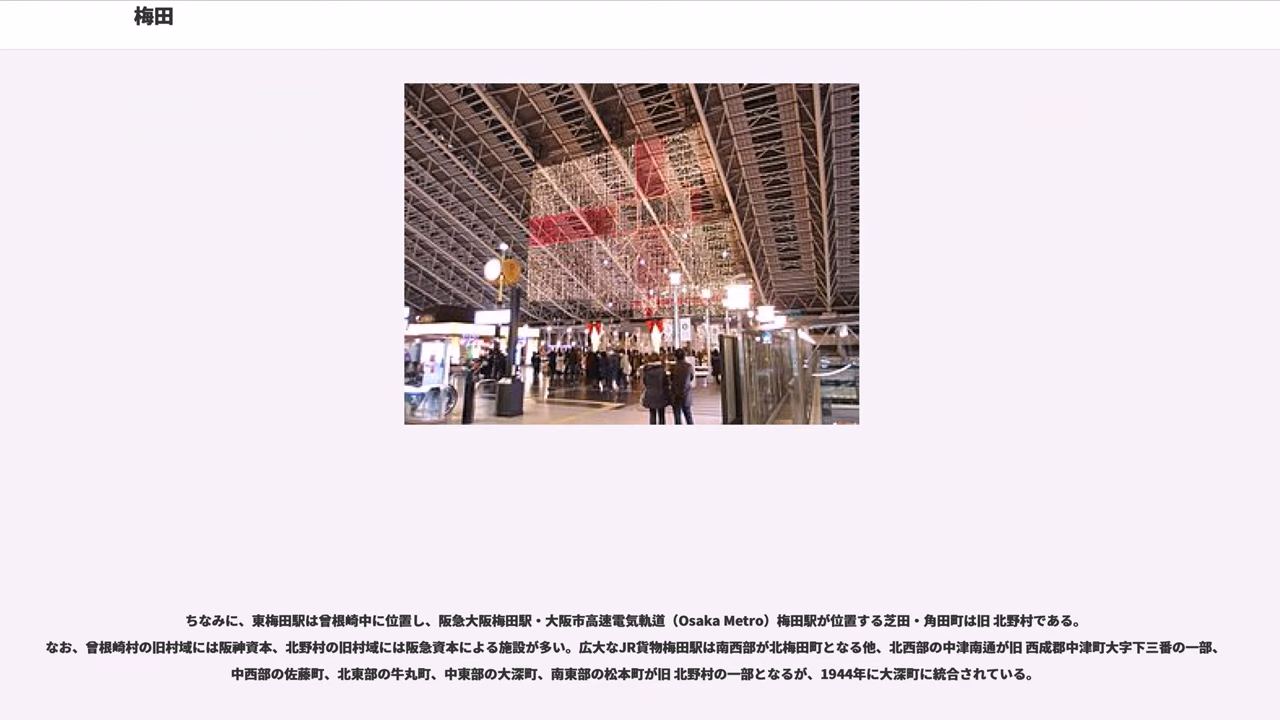 梅田
ちなみに、東梅田駅は曾根崎中に位置し、阪急大阪梅田駅・大阪市高速電気軌道（Osaka Metro）梅田駅が位置する芝田・角田町は旧 北野村である。
なお、曾根崎村の旧村域には阪神資本、北野村の旧村域には阪急資本による施設が多い。広大なJR貨物梅田駅は南西部が北梅田町となる他、北西部の中津南通が旧 西成郡中津町大字下三番の一部、
中西部の佐藤町、北東部の牛丸町、中東部の大深町、南東部の松本町が旧 北野村の一部となるが、1944年に大深町に統合されている。